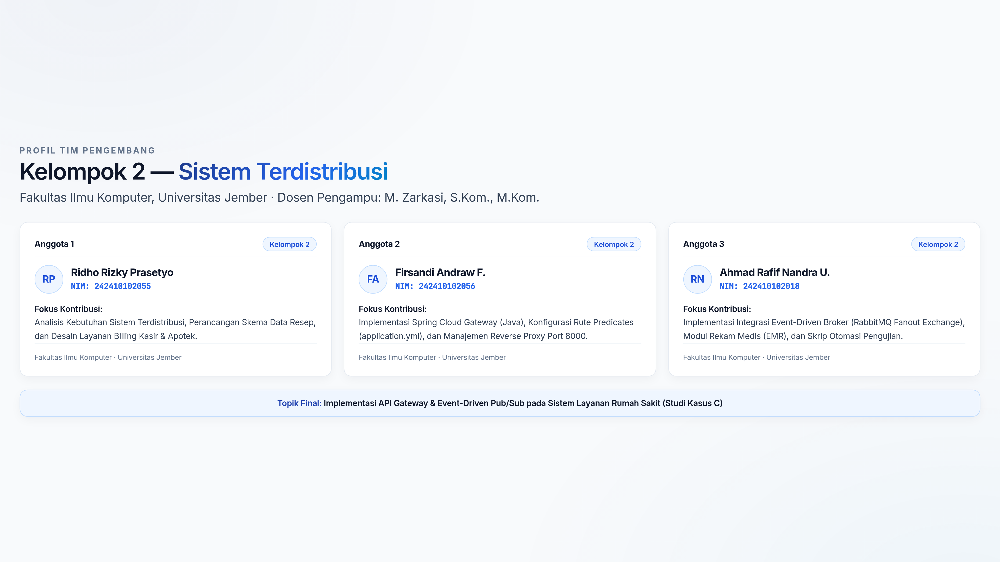 PROFIL TIM PENGEMBANG
Kelompok 2 — Sistem Terdistribusi
Fakultas Ilmu Komputer, Universitas Jember · Dosen Pengampu: M. Zarkasi, S.Kom., M.Kom.
Anggota 1
Kelompok 2
RP
Ridho Rizky Prasetyo
NIM: 242410102055
Fokus Kontribusi:
Analisis Kebutuhan Sistem Terdistribusi, Perancangan Skema Data Resep,
dan Desain Layanan Billing Kasir & Apotek.
Fakultas Ilmu Komputer · Universitas Jember
Anggota 2
Kelompok 2
FA
Firsandi Andraw F.
NIM: 242410102056
Fokus Kontribusi:
Implementasi Spring Cloud Gateway (Java), Konfigurasi Rute Predicates
(application.yml), dan Manajemen Reverse Proxy Port 8000.
Fakultas Ilmu Komputer · Universitas Jember
Anggota 3
Kelompok 2
RN
Ahmad Rafif Nandra U.
NIM: 242410102018
Fokus Kontribusi:
Implementasi Integrasi Event-Driven Broker (RabbitMQ Fanout Exchange),
Modul Rekam Medis (EMR), dan Skrip Otomasi Pengujian.
Fakultas Ilmu Komputer · Universitas Jember
Topik Final: Implementasi API Gateway & Event-Driven Pub/Sub pada Sistem Layanan Rumah Sakit (Studi Kasus C)